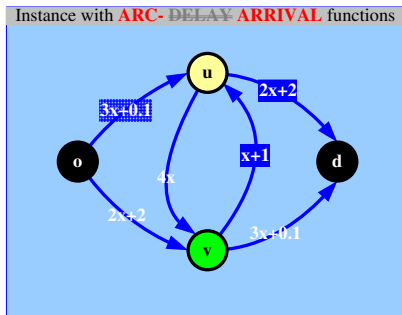 Instance with ARC- DELAY ARRIVAL functions
u
3x+0.1
2x+2
o
4x
x+1
d
2x+2
3x+0.1
v